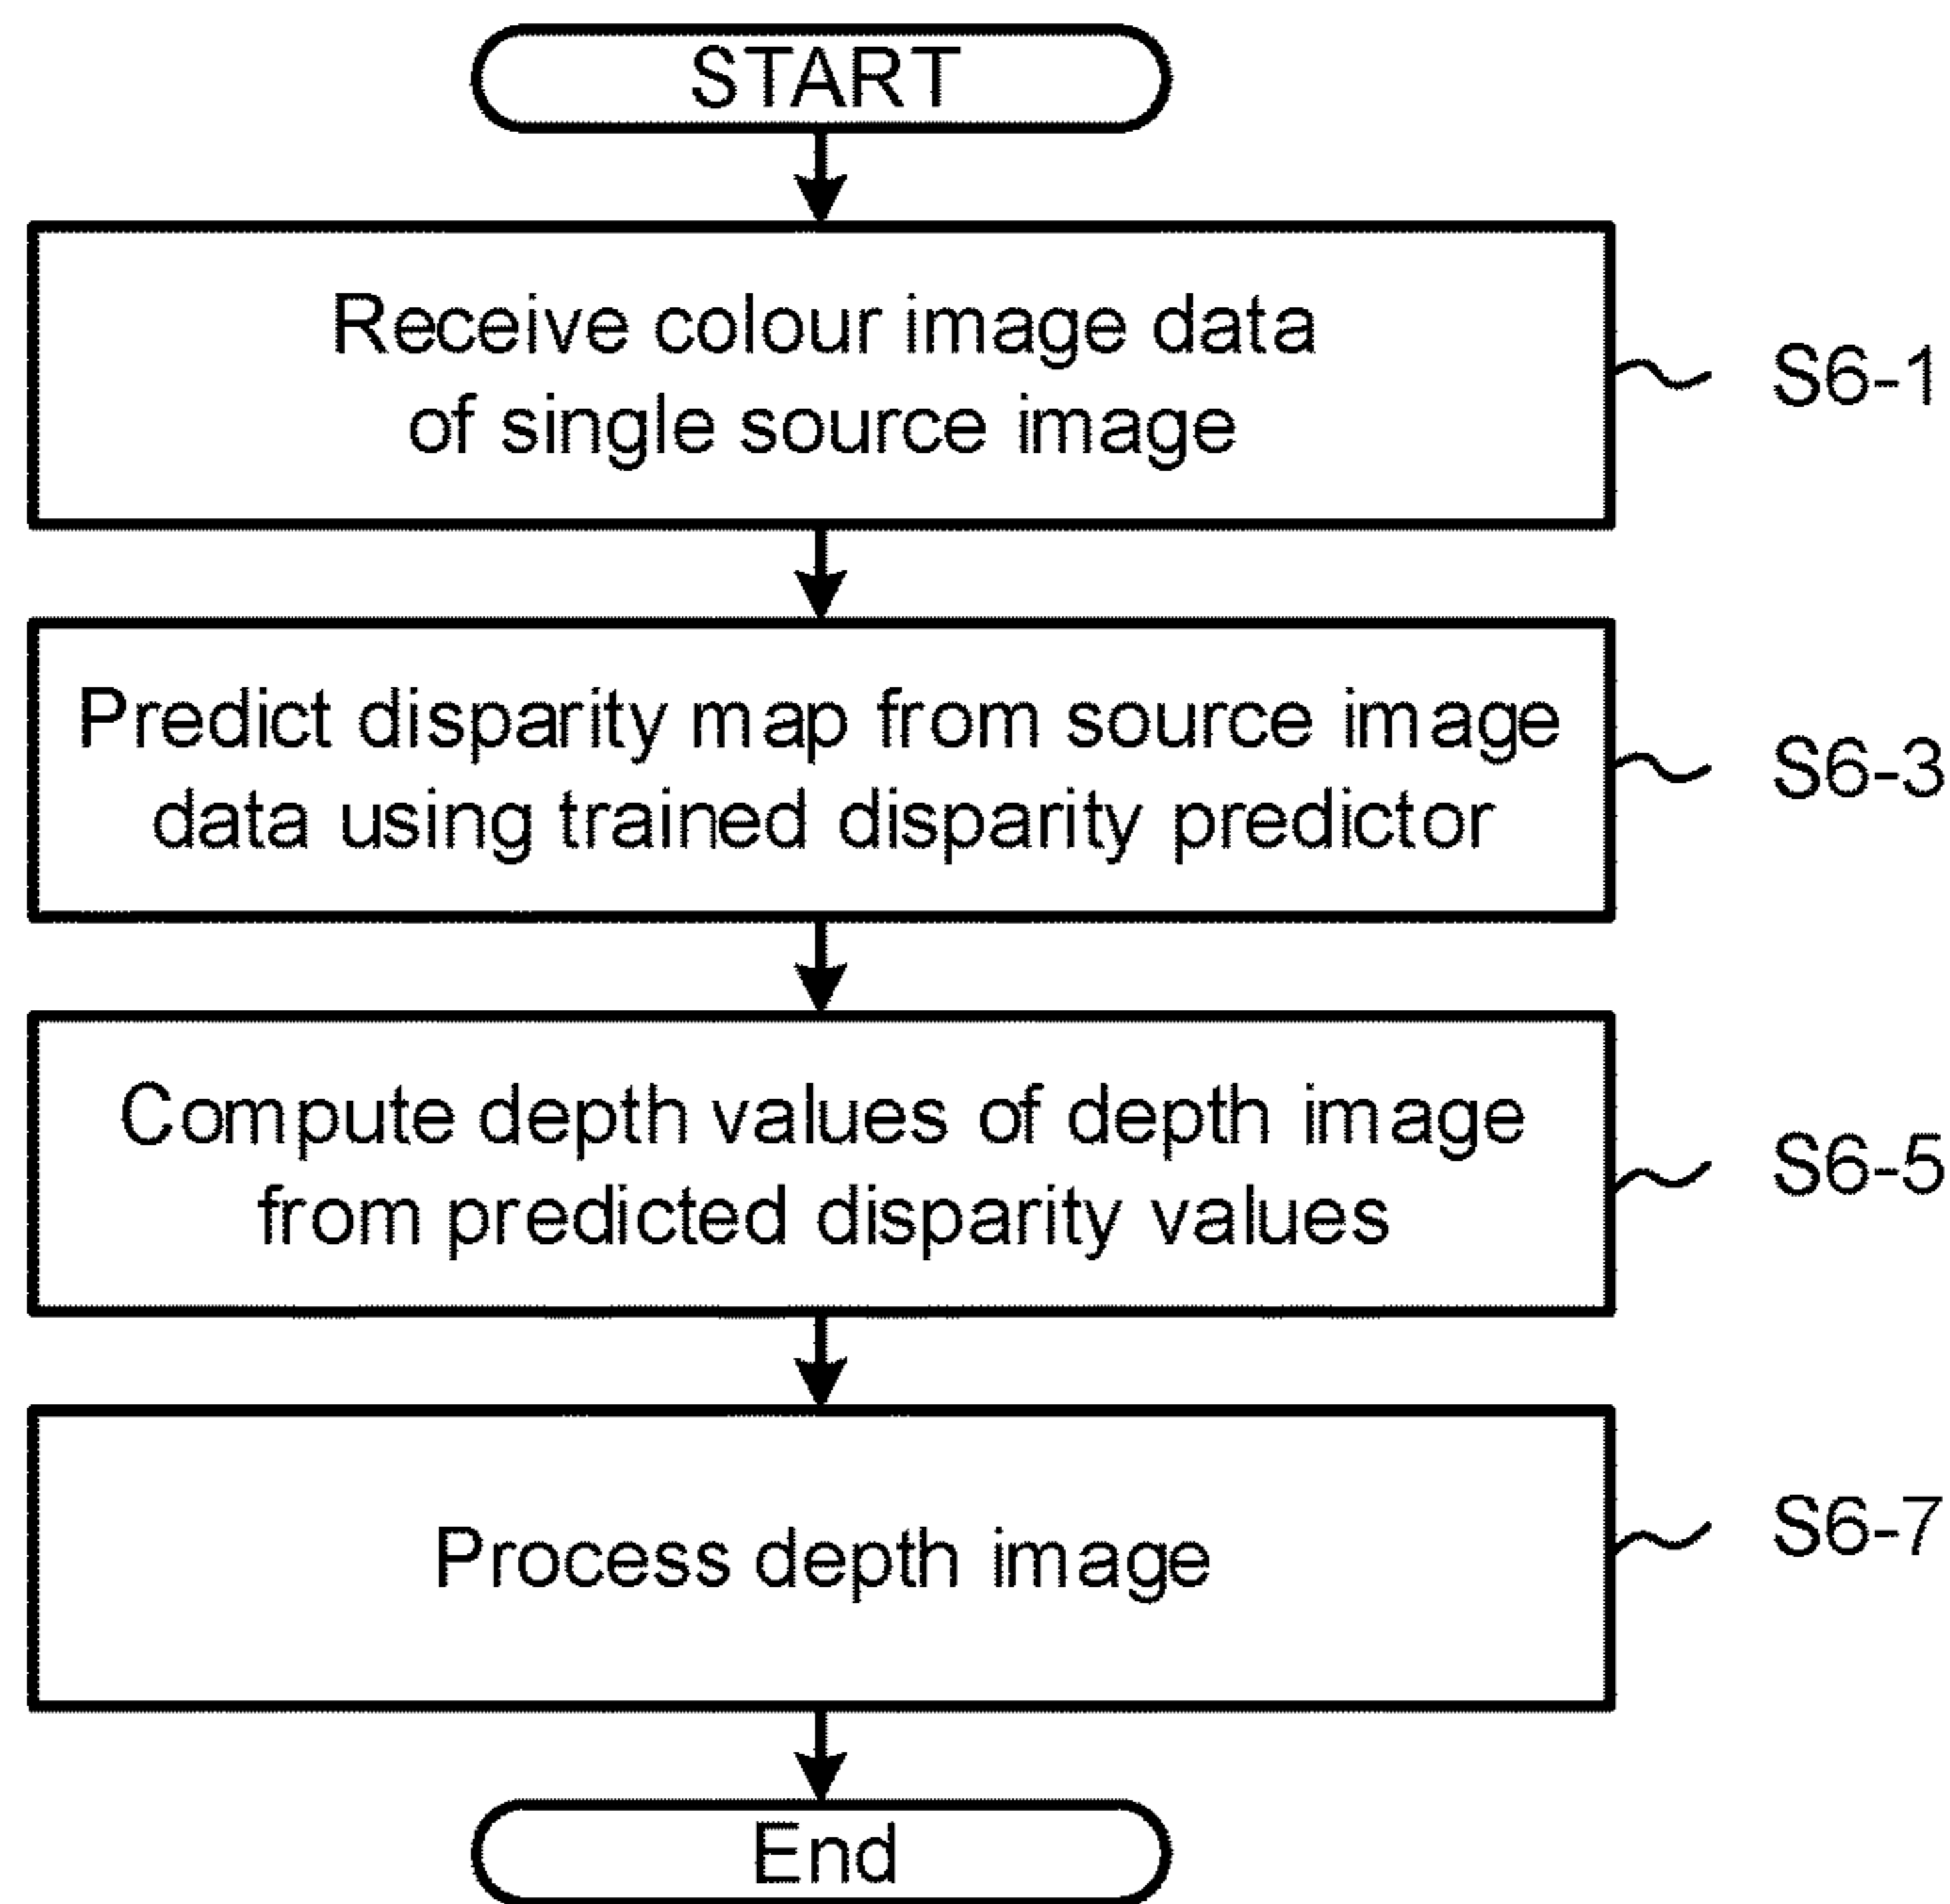 START
Receive colour image data
of single source image
S6-1
Predict disparity map from source image
data using trained disparity predictor
S6-3
Compute depth values of depth image
from predicted disparity values
S6-5
Process depth image
S6-7
End